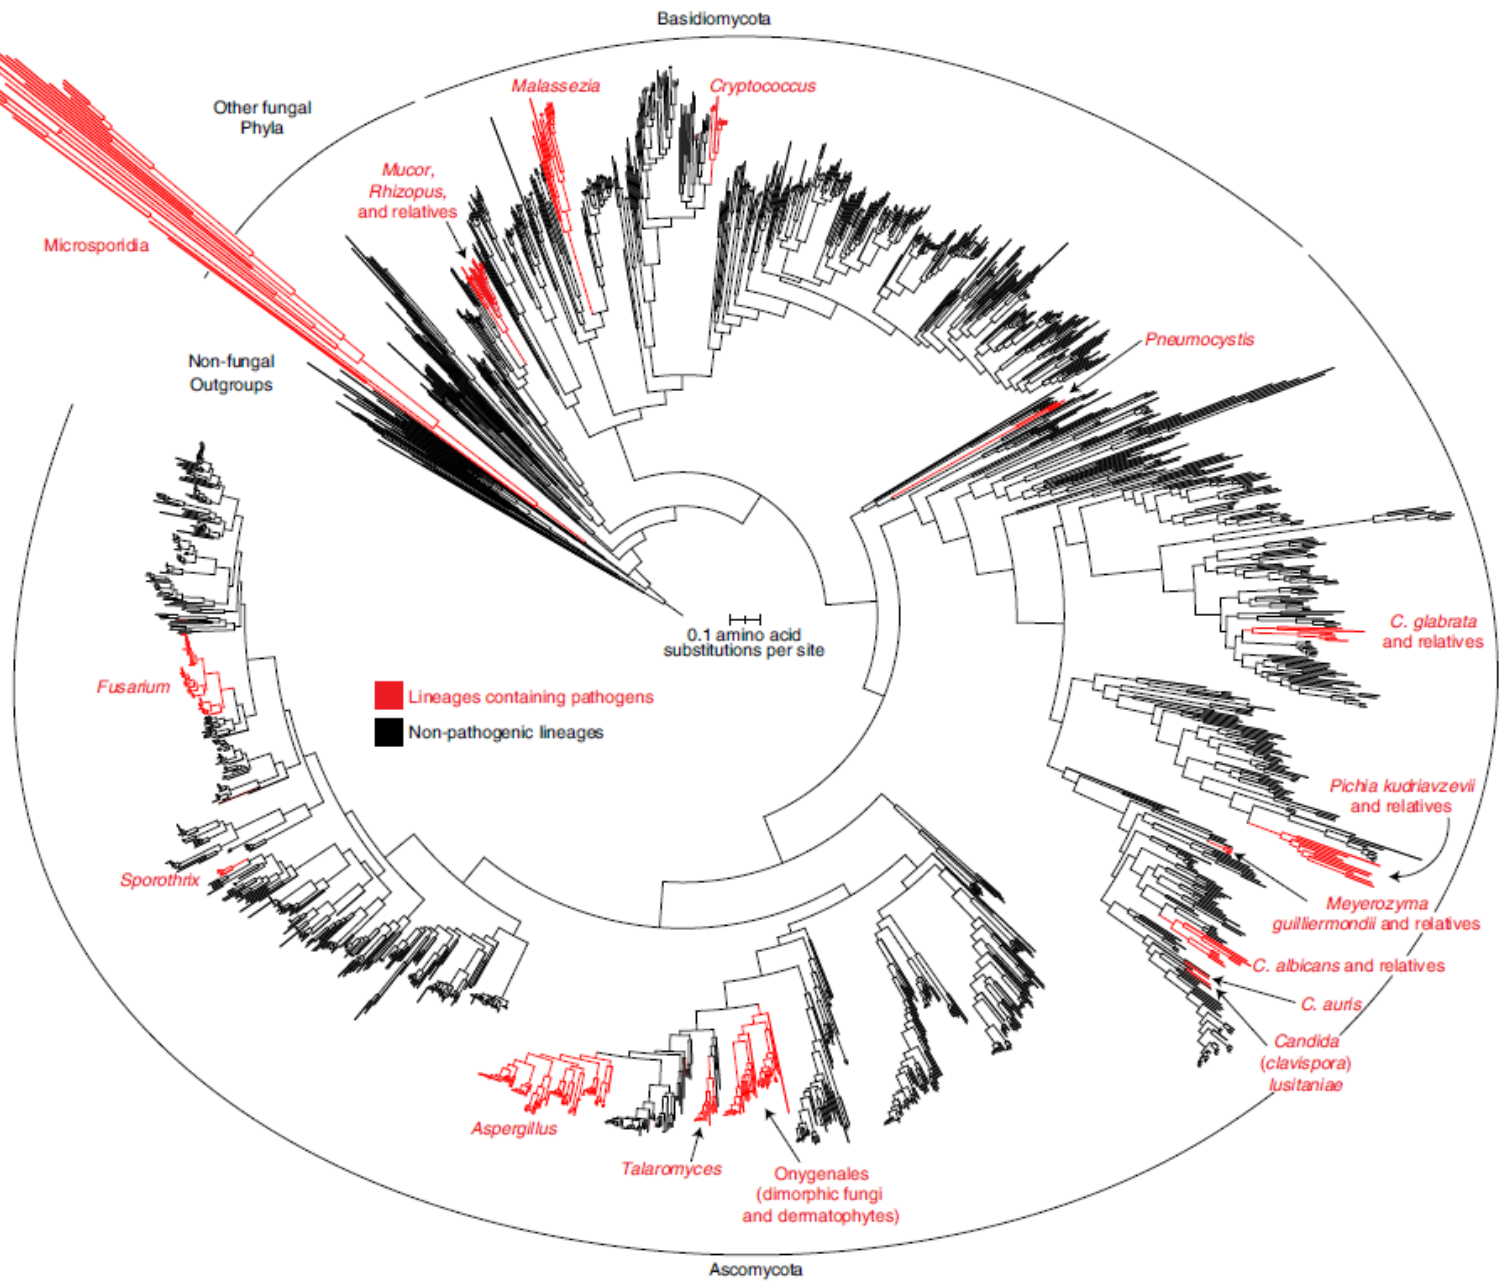 Basidiomycota
Malassezia
Cryptococcus
Other fungal
Phyla
Mucor,
Rhizopus,
and relatives
Microsporidia
Non-fungal
Outgroups
Pneumocystis
0.1 amino acid
substitutions per site
C. glabrata
and relatives
Fusarium
Lineages containing pathogens
Non-pathogenic lineages
Pichia kudriavzevii
and relatives
Sporothrix
Meyerozyma
guilliermondii and relatives
C. albicans and relatives
C. auris
Candida
(clavispora)
lusitaniae
Aspergillus
Talaromyces
Onygenales
(dimorphic fungi
and dermatophytes)
Ascomycota